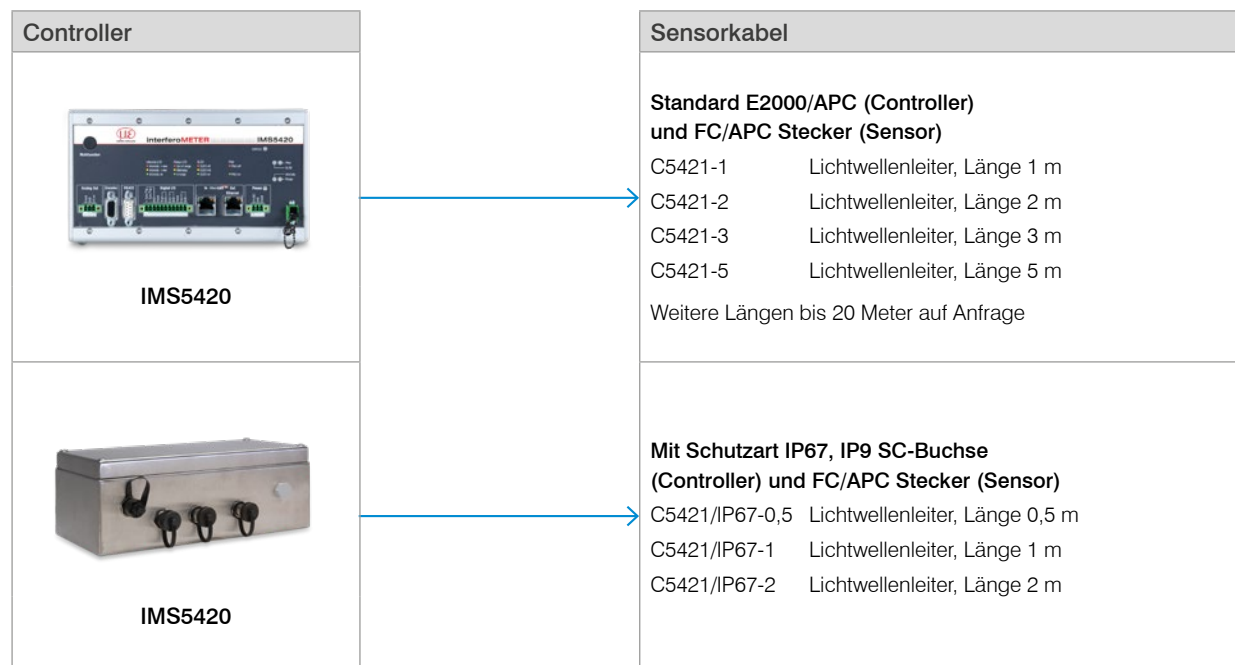 Controller
Sensorkabel
InterferoMETER
IMS5420
IMS5420
Standard E2000/APC (Controller)
und FC/APC Stecker (Sensor)
C5421-1 Lichtwellenleiter, Länge 1 m
C5421-2 Lichtwellenleiter, Länge 2 m
C5421-3 Lichtwellenleiter, Länge 3 m
C5421-5 Lichtwellenleiter, Länge 5 m
Weitere Längen bis 20 Meter auf Anfrage
IMS5420
Mit Schutzart IP67, IP9 SC-Buchse
(Controller) und FC/APC Stecker (Sensor)
C5421/IP67-0,5 Lichtwellenleiter, Länge 0,5 m
C5421/IP67-1 Lichtwellenleiter, Länge 1 m
C5421/IP67-2 Lichtwellenleiter, Länge 2 m